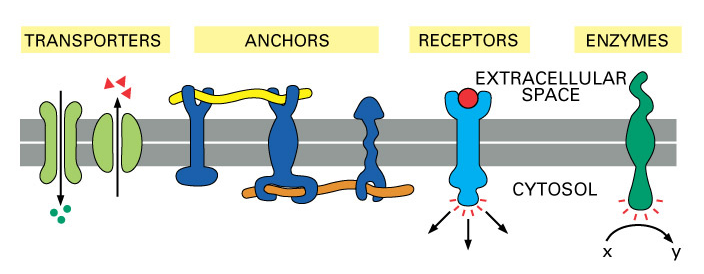 TRANSPORTERS
ANCHORS
RECEPTORS
ENZYMES
EXTRACELLULAR
SPACE
CYTOSOL
x
y